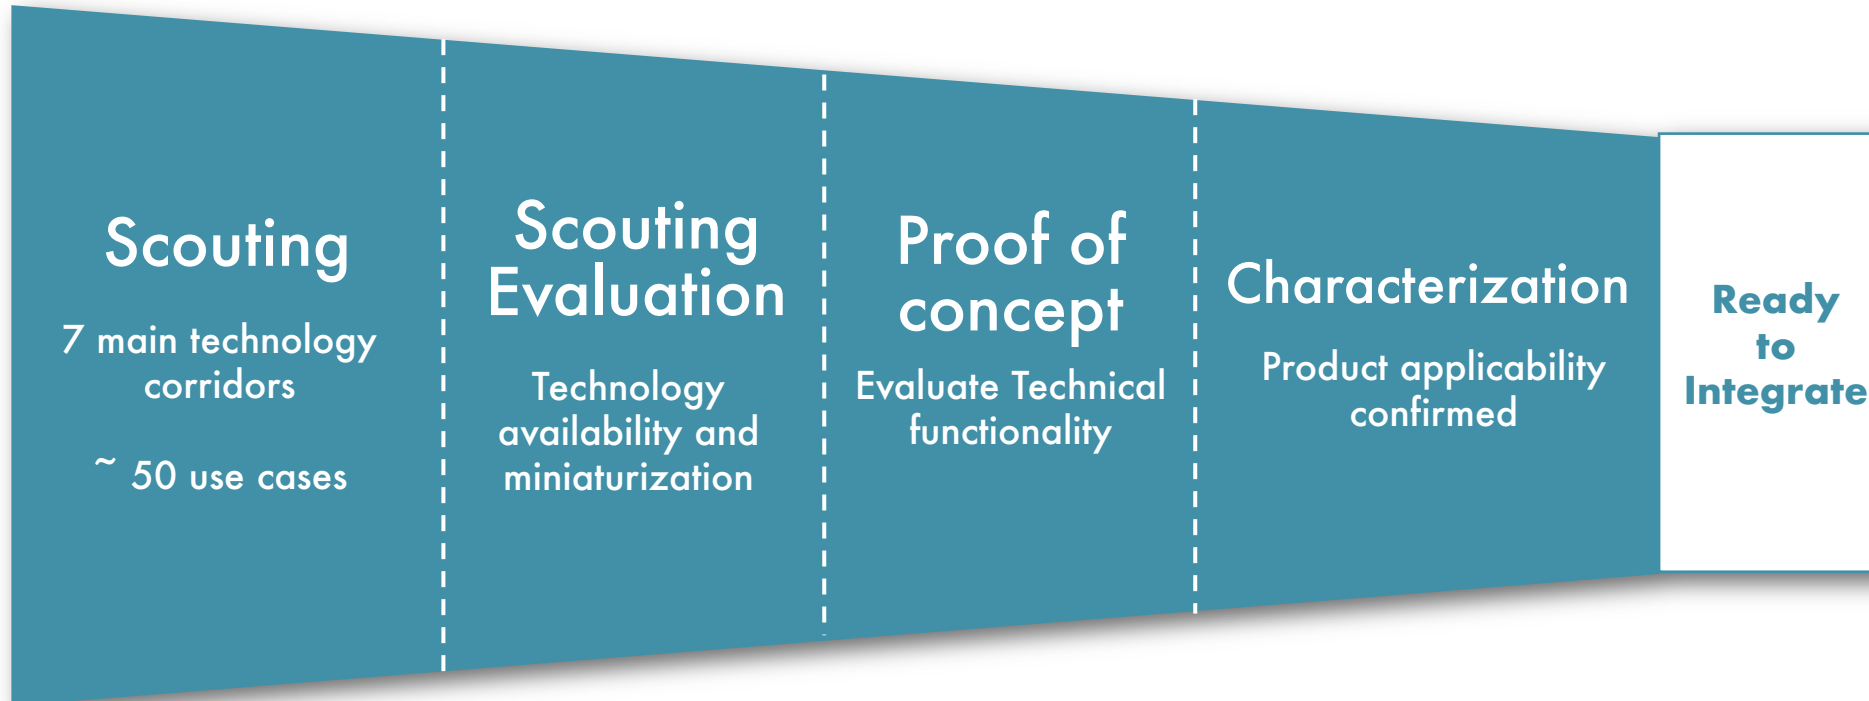 Scouting
7 main technology
corridors
~ 50 use cases
Scouting
Evaluation
Technology
availability and
miniaturization
Proof of
concept
Evaluate Technical
functionality
Characterization
Product applicability
confirmed
Ready
to
Integrate